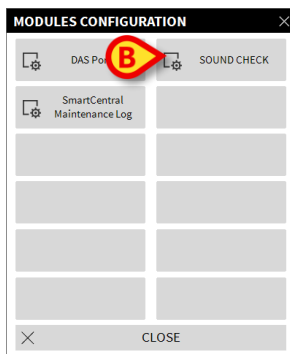 MODULES CONFIGURATION
DAS Po
B
SOUND CHECK
SmartCentral
Maintenance Log
CLOSE